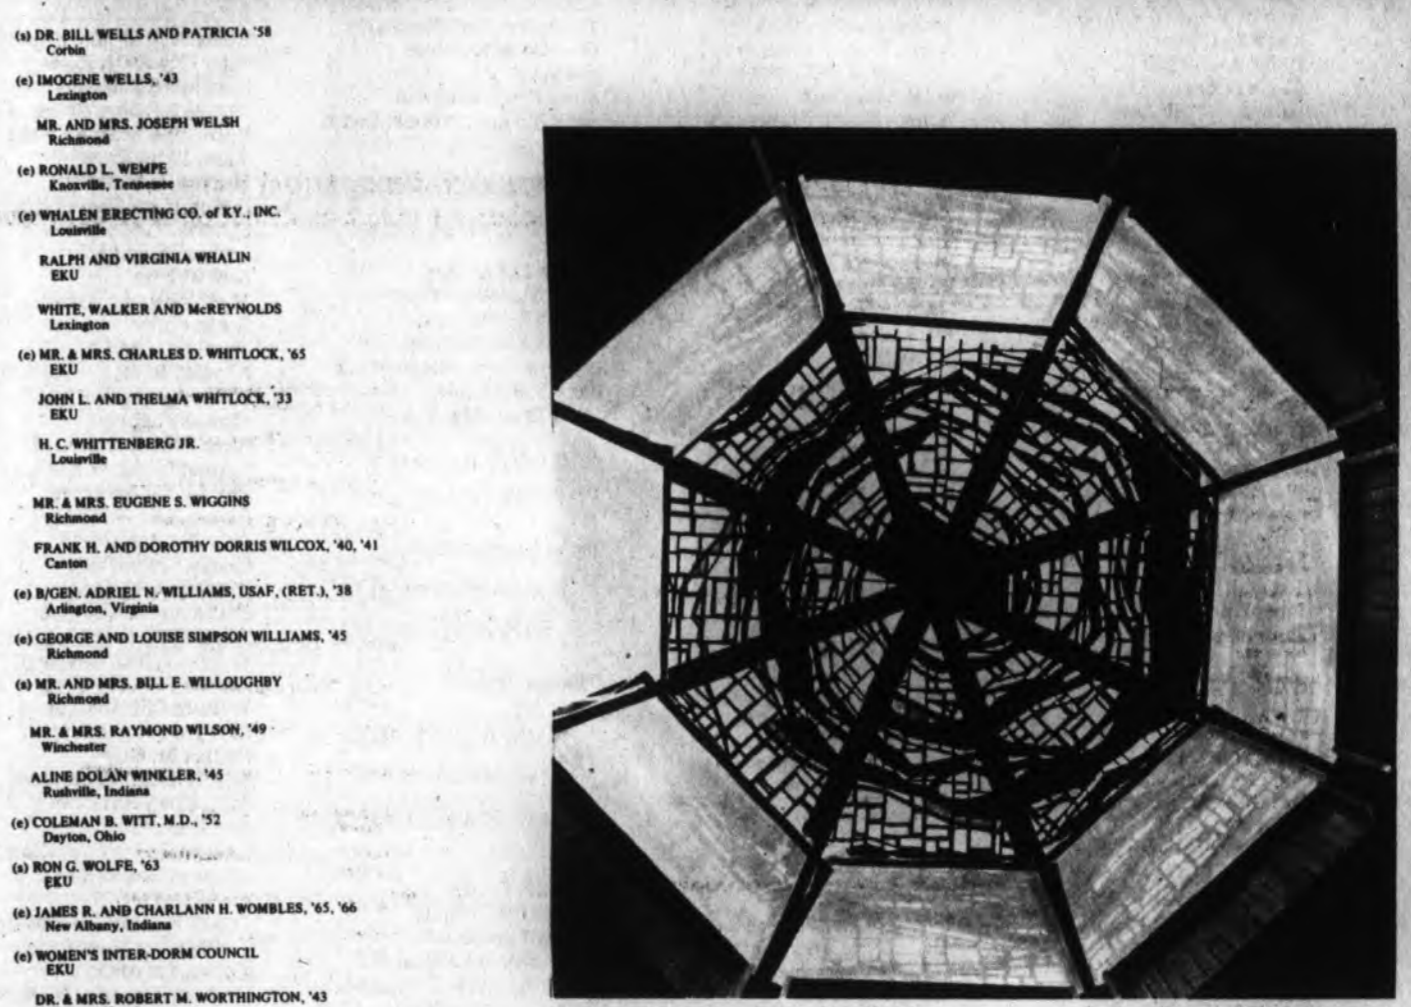 (s) DR. BILL WELLS AND PATRICIA '58
Corbin
(e) IMOGENE WELLS, '43
Lexington
MR. AND MRS. JOSEPH WELSH
Richmond
(e) RONALD L. WEMPE
Knoxville, Tennessee
(e) WHALEN ERECTING CO. of KY., INC.
Louisville
RALPH AND VIRGINIA WHALIN
EKU
WHITE, WALKER AND McREYNOLDS
Lexington
(e) MR. & MRS. CHARLES D. WHITLOCK, '65
EKU
JOHN L. AND THELMA WHITLOCK, '33
EKU
H. C. WHITTENBERG JR.
Louisville
MR. & MRS. EUGENE S. WIGGINS
Richmond
FRANK H. AND DOROTHY DORRIS WILCOX, '40, '41
Canton
(e) B/GEN. ADRIEL N. WILLIAMS, USAF, (RET.), '38
Arlington, Virginia
(e) GEORGE AND LOUISE SIMPSON WILLIAMS, '45
Richmond
(s) MR. AND MRS. BILL E. WILLOUGHBY
Richmond
MR. & MRS. RAYMOND WILSON, '49
Winchester
ALINE DOLAN WINKLER, '45
Rushville, Indiana
(e) COLEMAN B. WITT, M.D., '52
Dayton, Ohio
(s) RON G. WOLFE, '63
EKU
(e) JAMES R. AND CHARLANN H. WOMBLES, '65, '66
New Albany, Indiana
(e) WOMEN'S INTER-DORM COUNCIL
EKU
DR. & MRS. ROBERT M. WORTHINGTON, '43